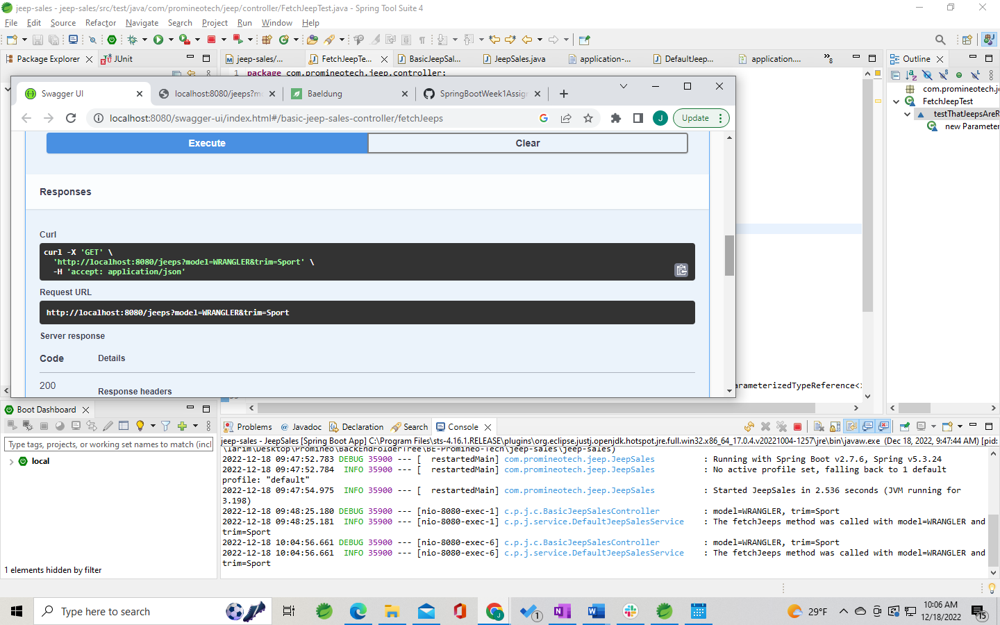 jeep-sales - jeep-sales/src/test/java/com/promineotech/jeep/controller/FetchJeepTest.java - Spring Tool Suite 4
File Edit Source Refactor Navigate Search Project Run Window Help
Package Explorer
JUnit
jeep-sales/...
FetchJeepTe...
BasicJeepSal...
JeepSales.java
application-...
DefaultJeep...
application....
8
Outline
1 package com.promineotech.jeep.controller;
com.promineotech.j
FetchJeepTest
testThatJeepsAreR
new Parameter
Swagger UI
localhost:8080/jeeps?m
Baeldung
SpringBootWeek1Assig
localhost:8080/swagger-ui/index.html#/basic-jeep-sales-controller/fetchJeeps
J
Update
Execute
Clear
Responses
Curl
curl -X 'GET' \
'http://localhost:8080/jeeps?model=WRANGLER&trim=Sport' \
-H 'accept: application/json'
Request URL
http://localhost:8080/jeeps?model=WRANGLER&trim=Sport
Server response
Code Details
200
Response headers
arameterizedTypeReference<
Boot Dashboard
Type tags, projects, or working set names to match (incl
local
1 elements hidden by filter
Problems @ Javadoc Declaration Search Console
jeep-sales - JeepSales [Spring Boot App] C:\Program Files\sts-4.16.1.RELEASE\plugins\org.eclipse.justj.openjdk.hotspot.jre.full.win32.x86_64_17.0.4.v20221004-1257\jre\bin\javaw.exe (Dec 18, 2022, 9:47:44 AM) [pid:
\larim\Desktop\Promineo\BackEndFolderTree\BE-Promineo-Tech\jeep-sales\jeep-sales)
2022-12-18 09:47:52.783 DEBUG 35900 --- [ restartedMain] com.promineotech.jeep.JeepSales : Running with Spring Boot v2.7.6, Spring v5.3.24
2022-12-18 09:47:52.784 INFO 35900 --- [ restartedMain] com.promineotech.jeep.JeepSales : No active profile set, falling back to 1 default
profile: "default"
2022-12-18 09:47:54.975 INFO 35900 --- [ restartedMain] com.promineotech.jeep.JeepSales : Started JeepSales in 2.536 seconds (JVM running for
3.198)
2022-12-18 09:48:25.180 DEBUG 35900 --- [nio-8080-exec-1] c.p.j.c.BasicJeepSalesController : model=WRANGLER, trim=Sport
2022-12-18 09:48:25.181 INFO 35900 --- [nio-8080-exec-1] c.p.j.service.DefaultJeepSalesService : The fetchJeeps method was called with model=WRANGLER and
trim=Sport
2022-12-18 10:04:56.661 DEBUG 35900 --- [nio-8080-exec-6] c.p.j.c.BasicJeepSalesController : model=WRANGLER, trim=Sport
2022-12-18 10:04:56.661 INFO 35900 --- [nio-8080-exec-6] c.p.j.service.DefaultJeepSalesService : The fetchJeeps method was called with model=WRANGLER and
trim=Sport
Type here to search
1
29°F
10:06 AM
12/18/2022
15